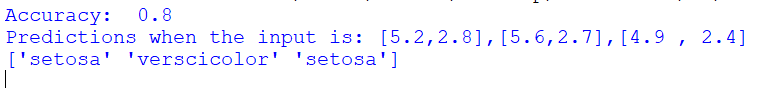 Accuracy:  0.8
Predictions when the input is: [5.2,2.8],[5.6,2.7],[4.9 , 2.4]
['setosa' 'verscicolor' 'setosa']